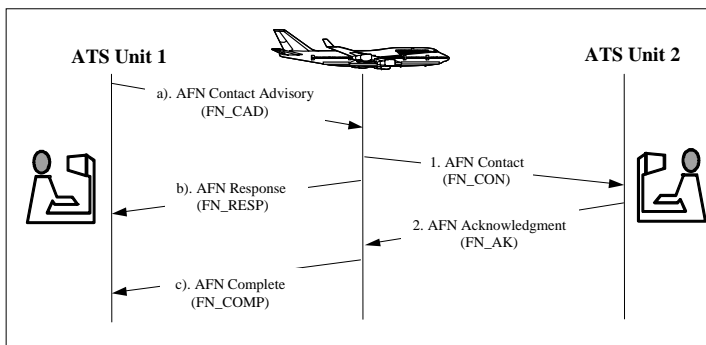 ATS Unit 1
ATS Unit 2
a). AFN Contact Advisory
(FN_CAD)
1. AFN Contact
(FN_CON)
b). AFN Response
(FN_RESP)
2. AFN Acknowledgment
(FN_AK)
c). AFN Complete
(FN_COMP)